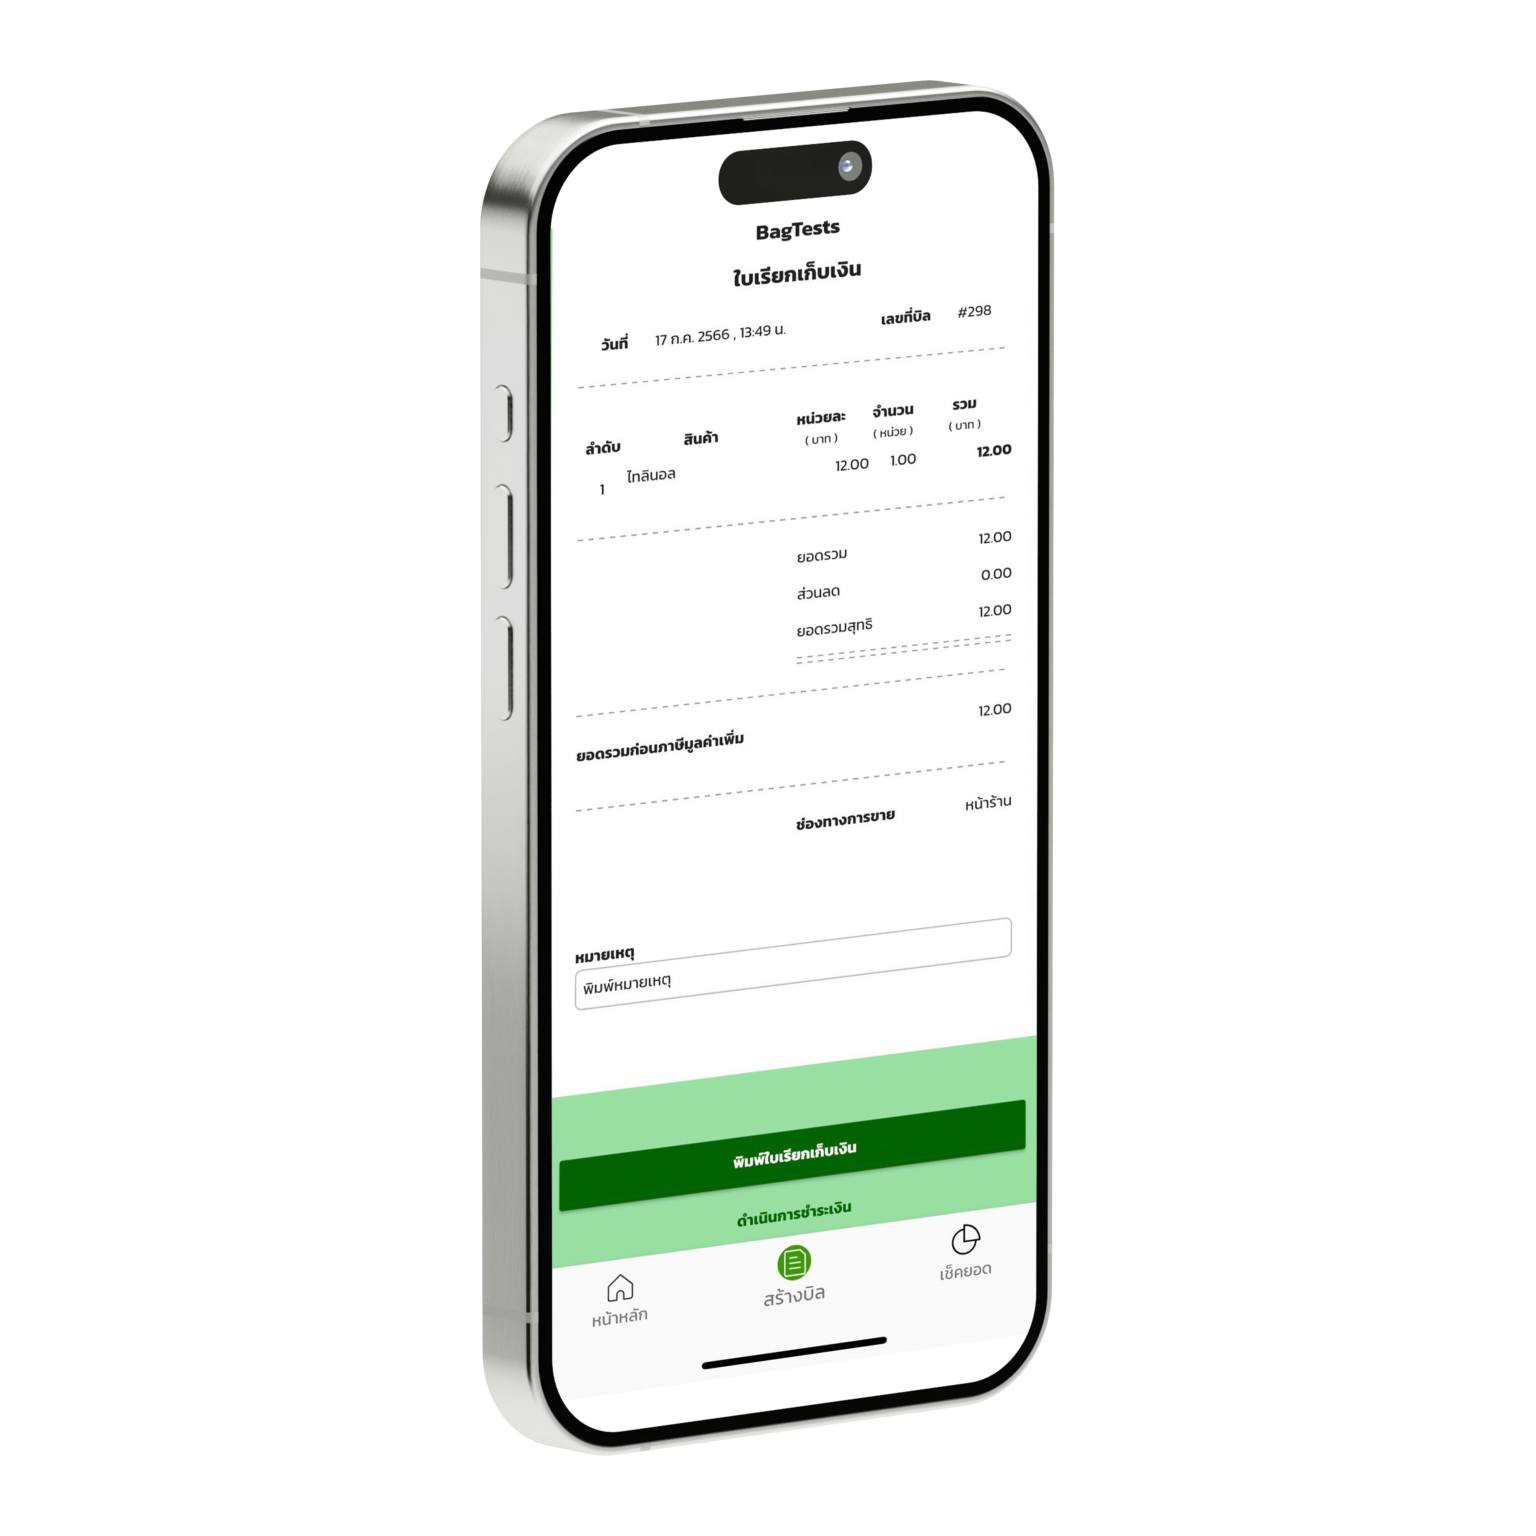 BagTests
ใบเรียกเก็บเงิน
วันที่ 17 ก.ค. 2566 , 13:49 น. เลขที่บิล #298
ลำดับ สินค้า หน่วยละ จำนวน รวม
( บาท ) ( หน่วย ) ( บาท )
1 ไทลินอล 12.00 1.00 12.00
ยอดรวม 12.00
ส่วนลด 0.00
ยอดรวมสุทธิ 12.00
ยอดรวมก่อนภาษีมูลค่าเพิ่ม 12.00
ช่องทางการขาย หน้าร้าน
หมายเหตุ
พิมพ์หมายเหตุ
พิมพ์ใบเรียกเก็บเงิน
ดำเนินการชำระเงิน
หน้าหลัก สร้างบิล เช็คยอด